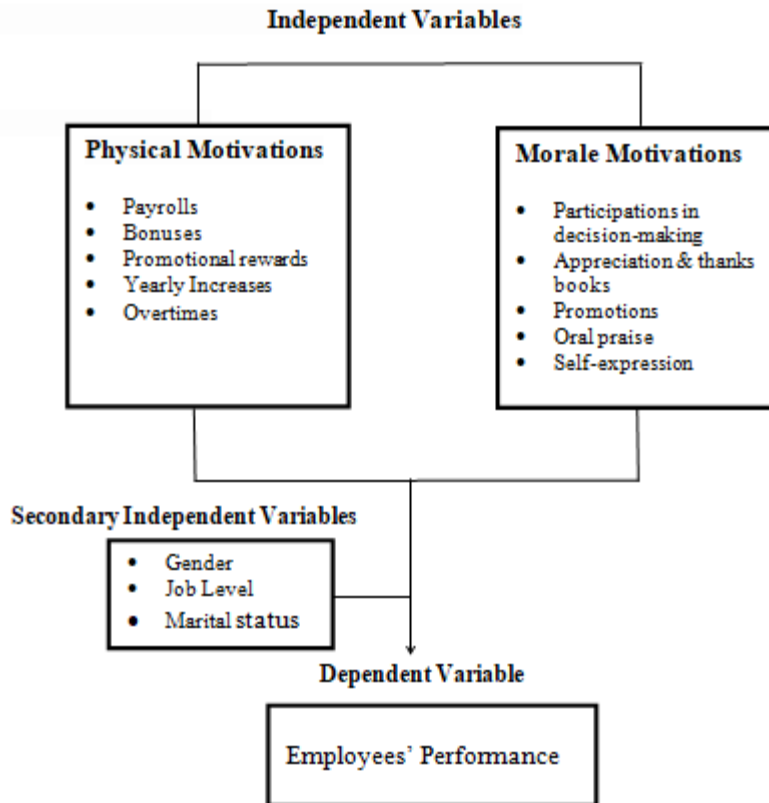 Independent Variables
Physical Motivations
• Payrolls
• Bonuses
• Promotional rewards
• Yearly Increases
• Overtimes
Morale Motivations
• Participations in
decision-making
• Appreciation & thanks
books
• Promotions
• Oral praise
• Self-expression
Secondary Independent Variables
• Gender
• Job Level
• Marital status
Dependent Variable
Employees’ Performance